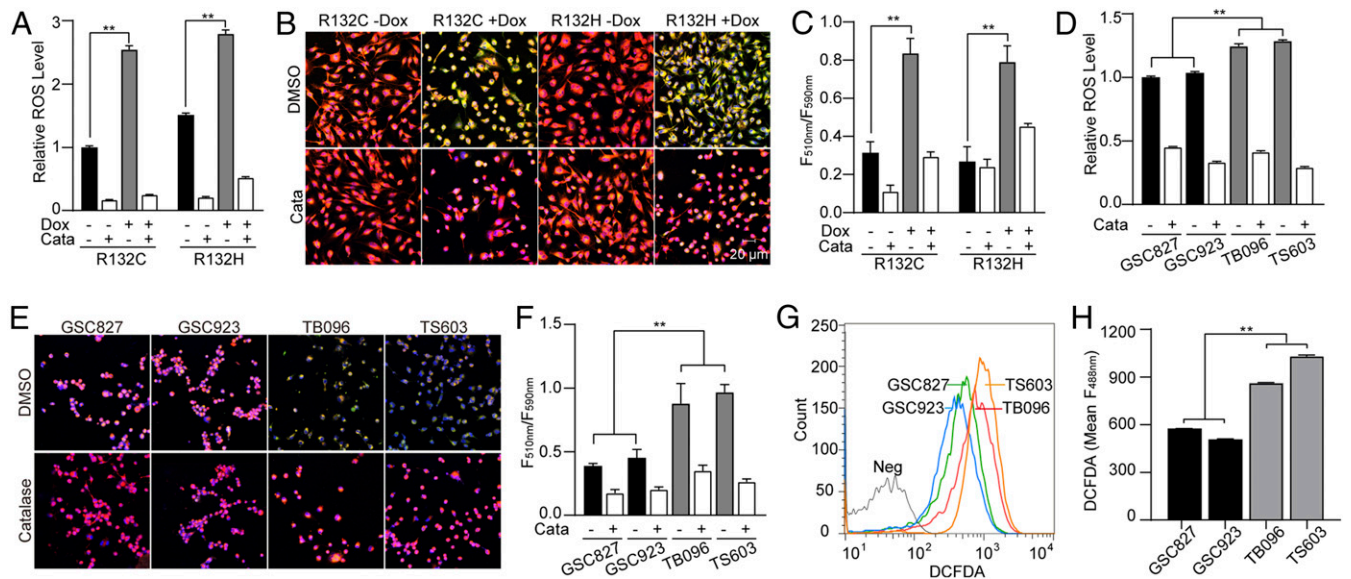 A
Relative ROS Level
3
2
1
0
**
**
Dox - - + + - - + +
Cata - + - + - + - +
R132C R132H
B
R132C -Dox R132C +Dox R132H -Dox R132H +Dox
DMSO
Cata
20 μm
C
F510nm/F590nm
1.0
0.8
0.6
0.4
0.2
0.0
**
**
Dox - - + + - - + +
Cata - + - + - + - +
R132C R132H
D
Relative ROS Level
1.5
1.0
0.5
0.0
**
Cata - + - + - + - +
GSC827 GSC923 TB096 TS603
E
GSC827 GSC923 TB096 TS603
DMSO
Catalase
F
F510nm/F590nm
1.5
1.0
0.5
0.0
**
Cata - + - + - + - +
GSC827 GSC923 TB096 TS603
G
Count
250
200
150
100
50
0
GSC827 TS603
GSC923 TB096
Neg
10¹ 10² 10³ 10⁴
DCFDA
H
DCFDA (Mean F488nm)
1200
900
600
300
0
**
GSC827 GSC923 TB096 TS603